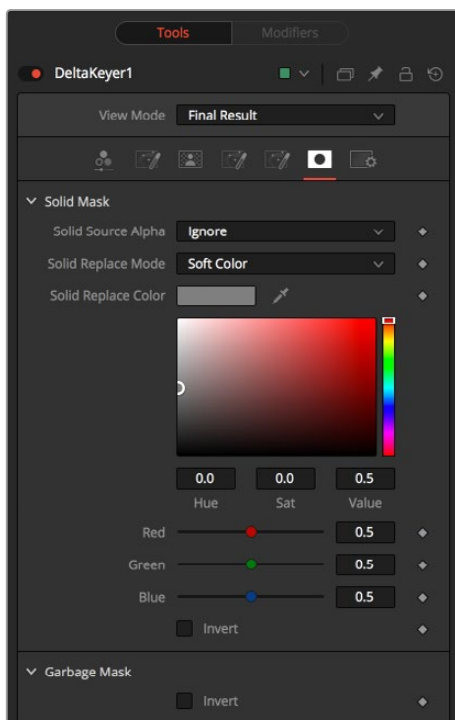 Tools Modifiers
DeltaKeyer1
View Mode Final Result
Solid Mask
Solid Source Alpha Ignore
Solid Replace Mode Soft Color
Solid Replace Color
0.0 0.0 0.5
Hue Sat Value
Red 0.5
Green 0.5
Blue 0.5
Invert
Garbage Mask
Invert